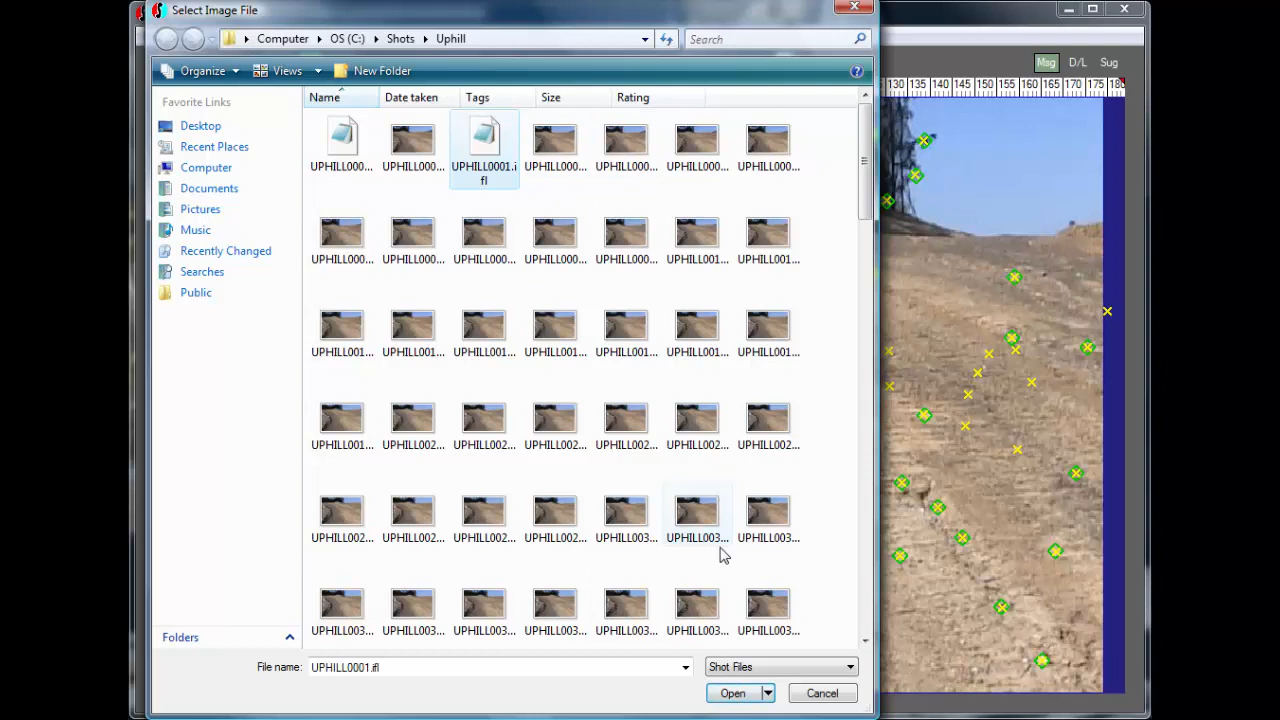 Select Image File
Computer OS (C:) Shots Uphill Search
Organize Views New Folder
Msg D/L Sug
130 135 140 145 150 155 160 165 170 175 180
Favorite Links
Desktop
Recent Places
Computer
Documents
Pictures
Music
Recently Changed
Searches
Public
Folders
Name Date taken Tags Size Rating
UPHILL000... UPHILL000... UPHILL0001.i UPHILL000... UPHILL000... UPHILL000... UPHILL000...
fl
UPHILL000... UPHILL000... UPHILL000... UPHILL000... UPHILL000... UPHILL001... UPHILL001...
UPHILL001... UPHILL001... UPHILL001... UPHILL001... UPHILL001... UPHILL001... UPHILL001...
UPHILL001... UPHILL002... UPHILL002... UPHILL002... UPHILL002... UPHILL002... UPHILL002...
UPHILL002... UPHILL002... UPHILL002... UPHILL002... UPHILL003... UPHILL003... UPHILL003...
UPHILL003... UPHILL003... UPHILL003... UPHILL003... UPHILL003... UPHILL003... UPHILL003...
File name: UPHILL0001.ifl Shot Files
Open Cancel